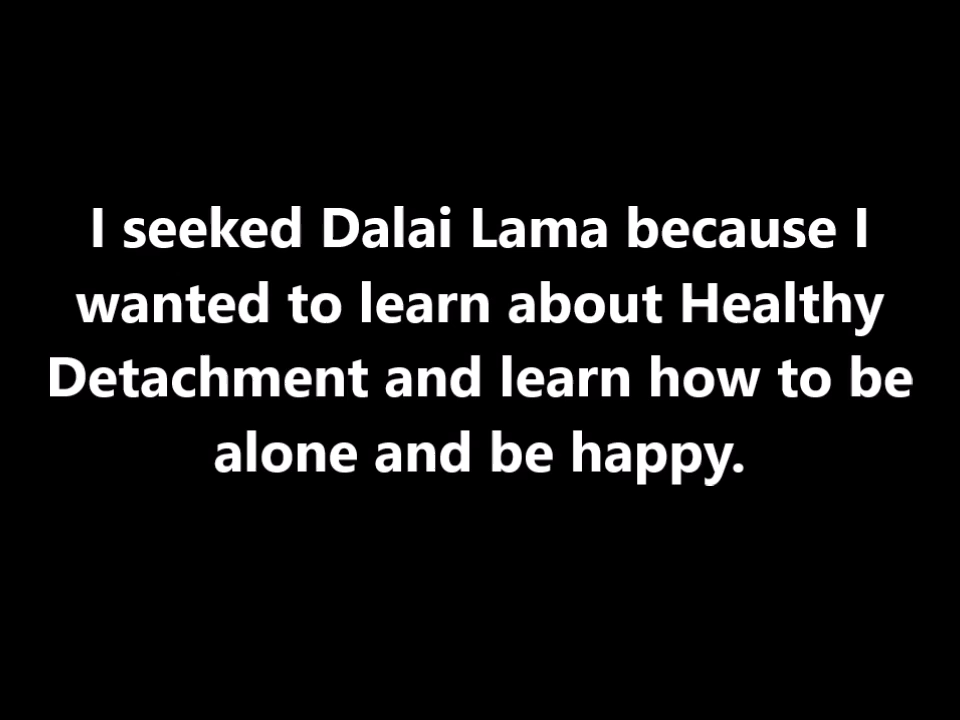 I seeked Dalai Lama because I
wanted to learn about Healthy
Detachment and learn how to be
alone and be happy.